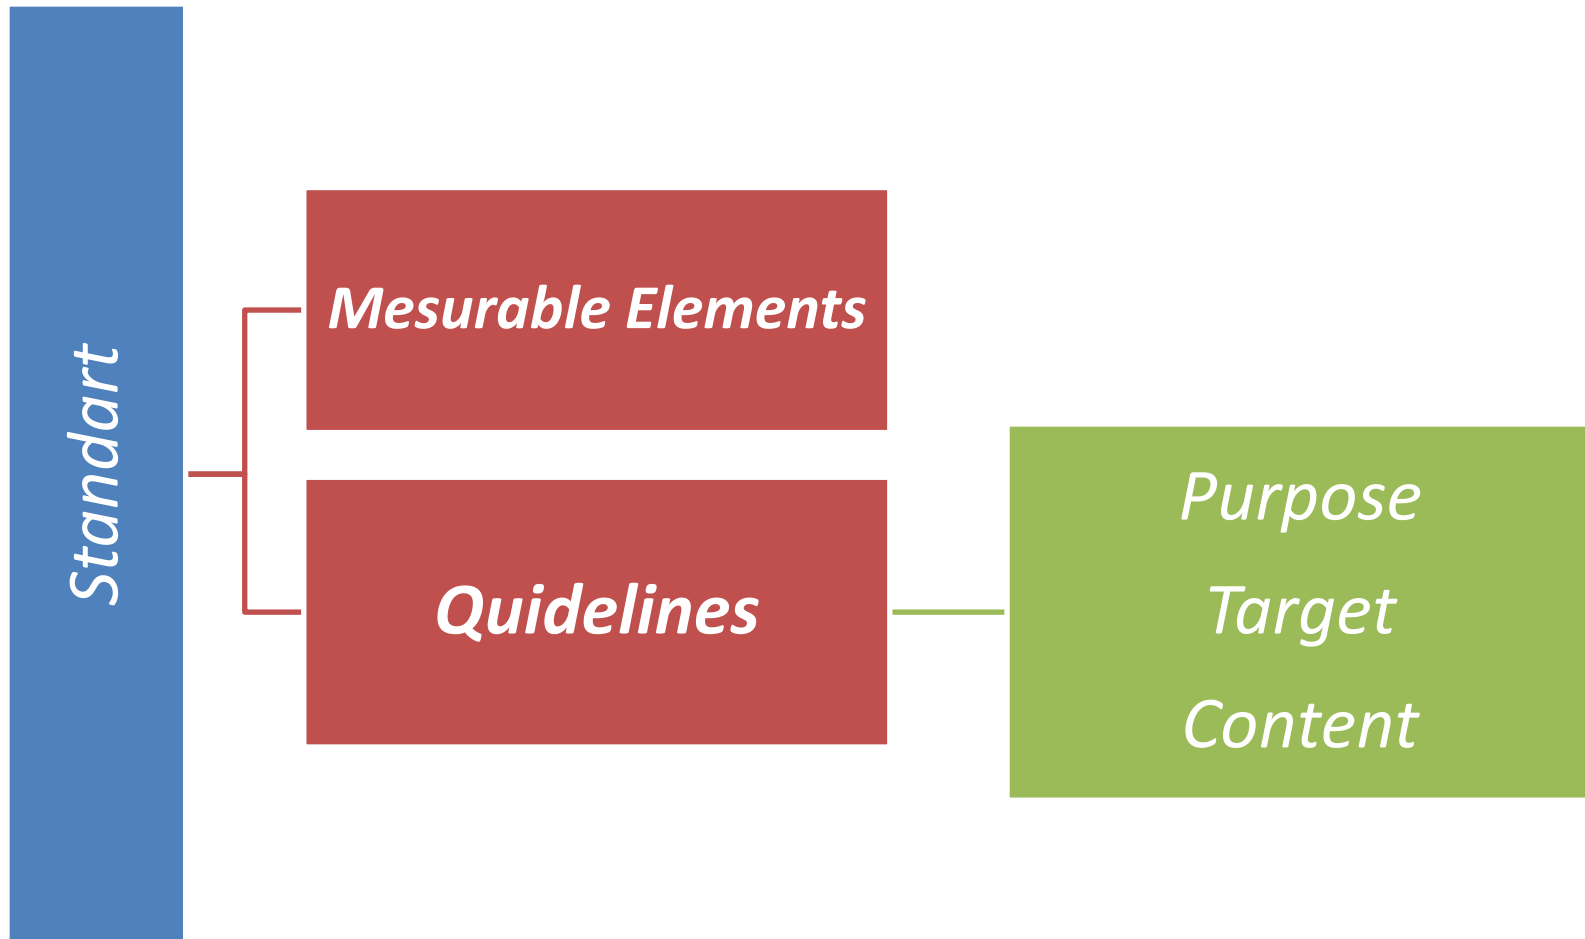 Standart
Mesurable Elements
Quidelines
Purpose
Target
Content